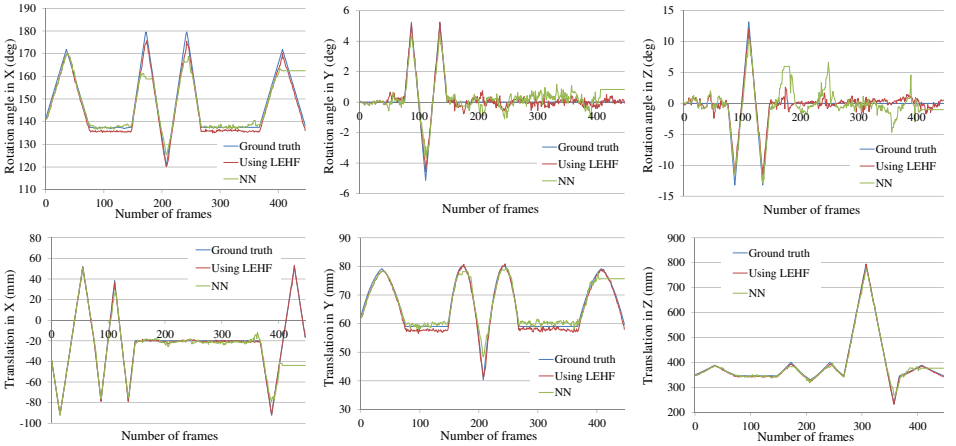 190
180
170
160
150
140
130
120
110
0
100
200
300
400
Rotation angle in X (deg)
Number of frames
Ground truth
Using LEHF
NN
6
4
2
0
-2
-4
-6
0
100
200
300
400
Rotation angle in Y (deg)
Number of frames
Ground truth
Using LEHF
NN
15
10
5
0
-5
-10
-15
0
100
200
300
400
Rotation angle in Z (deg)
Number of frames
Ground truth
Using LEHF
NN
80
60
40
20
0
-20
-40
-60
-80
-100
0
100
200
300
400
Translation in X (mm)
Number of frames
Ground truth
Using LEHF
NN
90
80
70
60
50
40
30
0
100
200
300
400
Translation in Y (mm)
Number of frames
Ground truth
Using LEHF
NN
900
800
700
600
500
400
300
200
0
100
200
300
400
Translation in Z (mm)
Number of frames
Ground truth
Using LEHF
NN